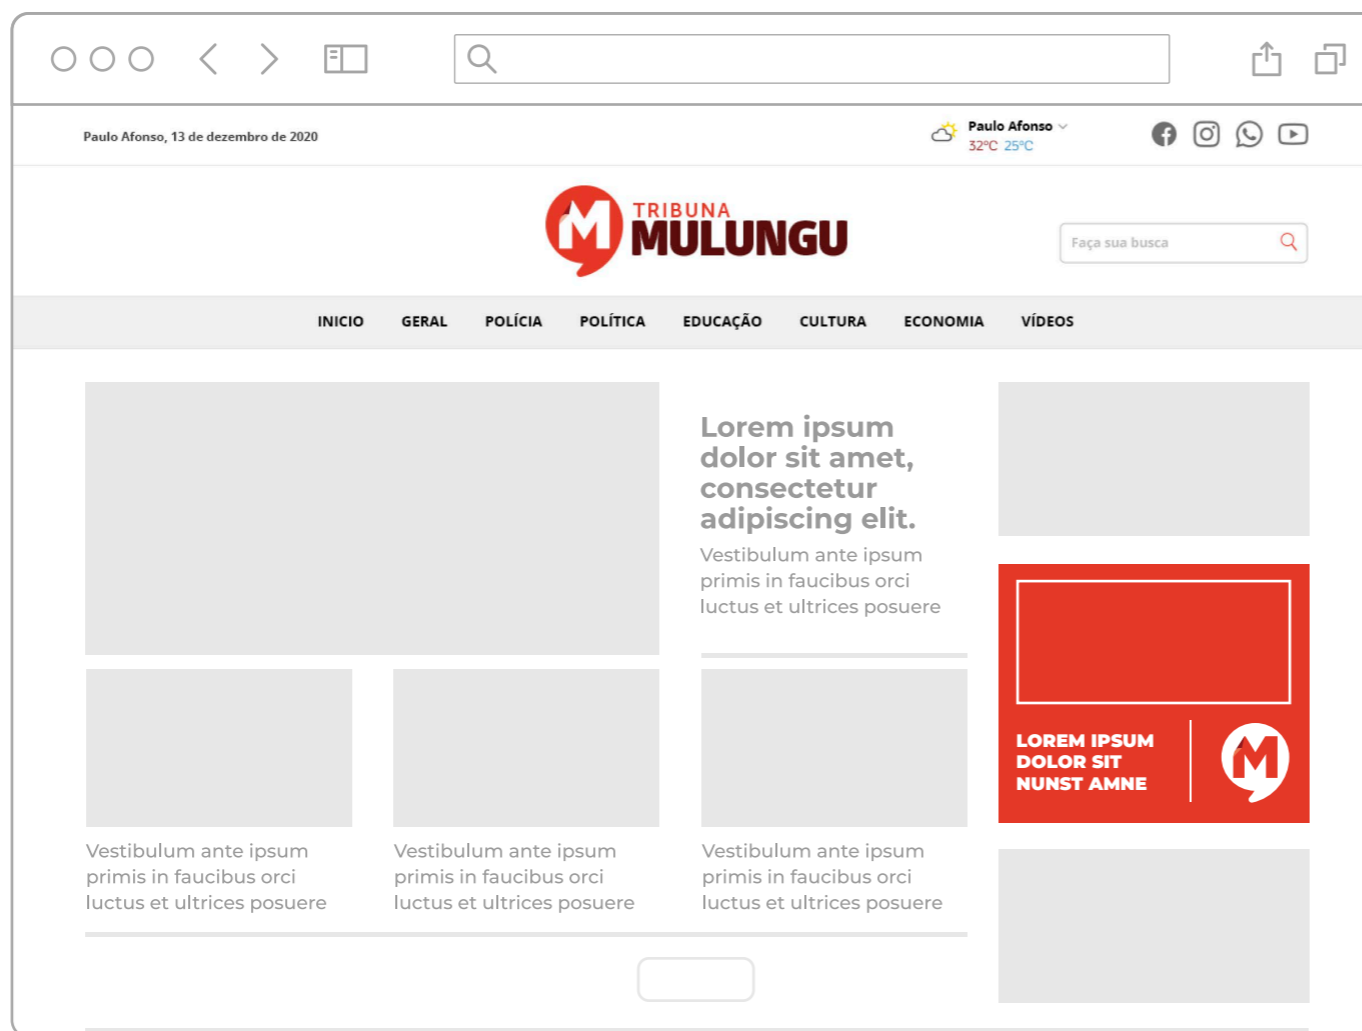 Paulo Afonso, 13 de dezembro de 2020
Paulo Afonso
32ºC 25ºC
TRIBUNA
MULUNGU
Faça sua busca
INICIO GERAL POLÍCIA POLÍTICA EDUCAÇÃO CULTURA ECONOMIA VÍDEOS
Lorem ipsum
dolor sit amet,
consectetur
adipiscing elit.
Vestibulum ante ipsum
primis in faucibus orci
luctus et ultrices posuere
LOREM IPSUM
DOLOR SIT
NUNST AMNE
Vestibulum ante ipsum
primis in faucibus orci
luctus et ultrices posuere
Vestibulum ante ipsum
primis in faucibus orci
luctus et ultrices posuere
Vestibulum ante ipsum
primis in faucibus orci
luctus et ultrices posuere